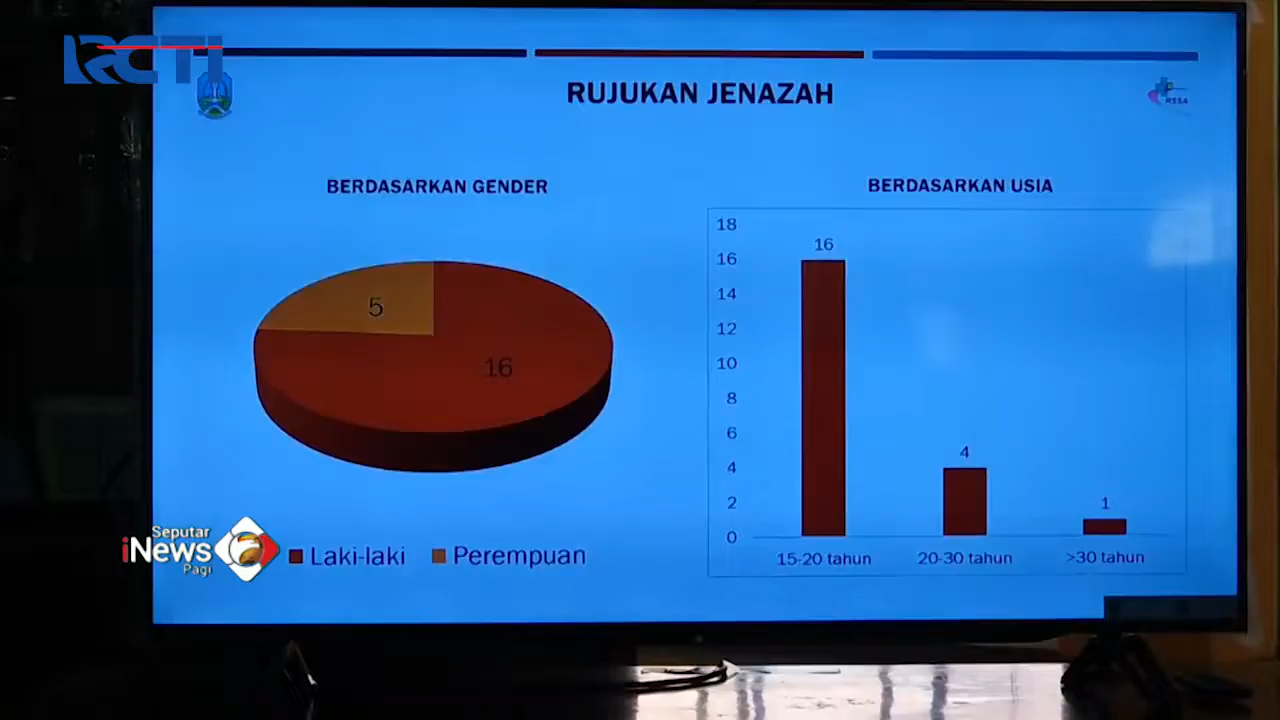 RCTI
RUJUKAN JENAZAH
RSSA
BERDASARKAN GENDER
5
16
Laki-laki
Perempuan
BERDASARKAN USIA
18
16
14
12
10
8
6
4
2
0
16
4
1
15-20 tahun
20-30 tahun
>30 tahun
Seputar
iNews
Pagi